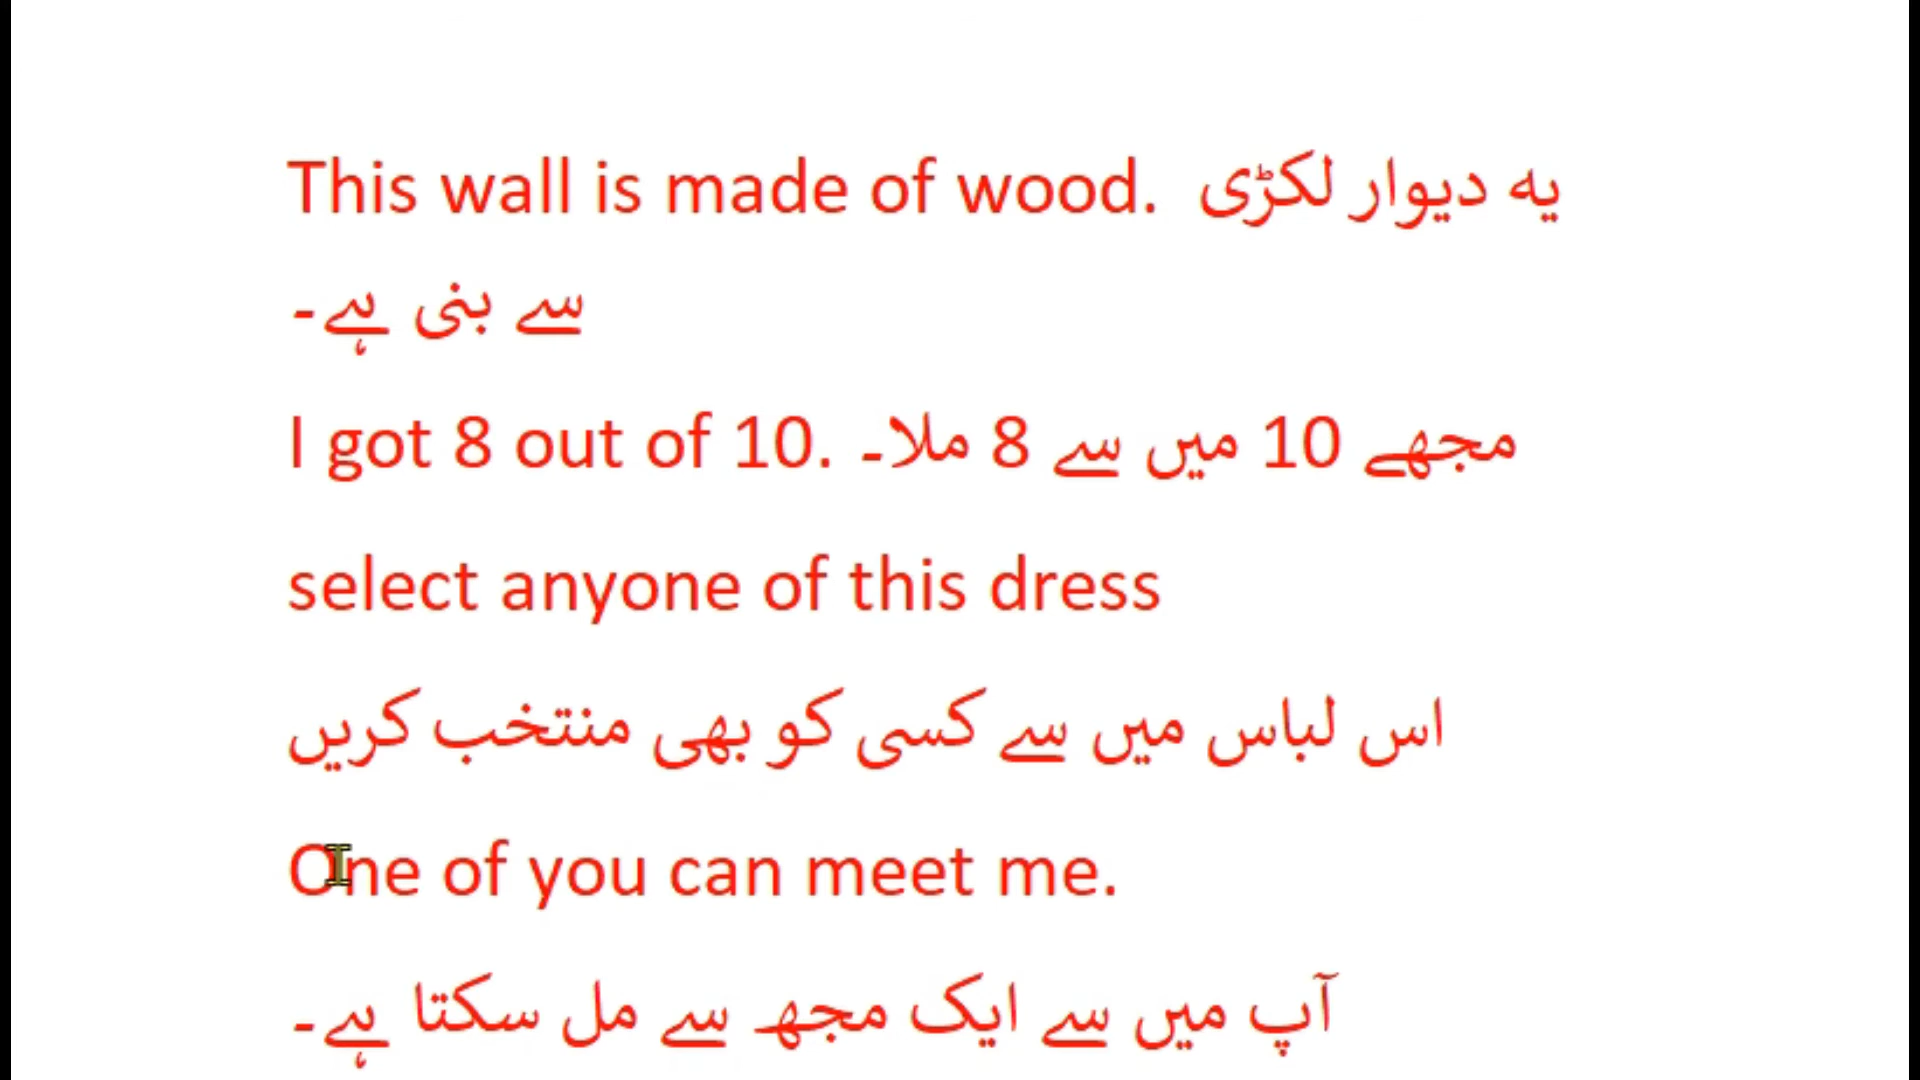 This wall is made of wood. یہ دیوار لکڑی
سے بنی ہے۔
I got 8 out of 10. مجھے 10 میں سے 8 ملا۔
select anyone of this dress
اس لباس میں سے کسی کو بھی منتخب کریں
One of you can meet me.
آپ میں سے ایک مجھ سے مل سکتا ہے۔